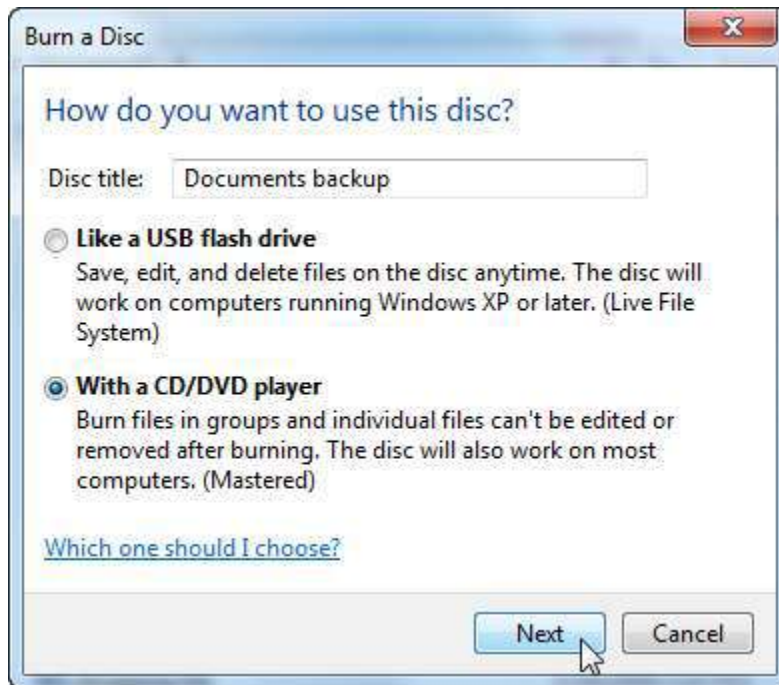 Burn a Disc
How do you want to use this disc?
Disc title: Documents backup
Like a USB flash drive
Save, edit, and delete files on the disc anytime. The disc will
work on computers running Windows XP or later. (Live File
System)
With a CD/DVD player
Burn files in groups and individual files can't be edited or
removed after burning. The disc will also work on most
computers. (Mastered)
Which one should I choose?
Next Cancel